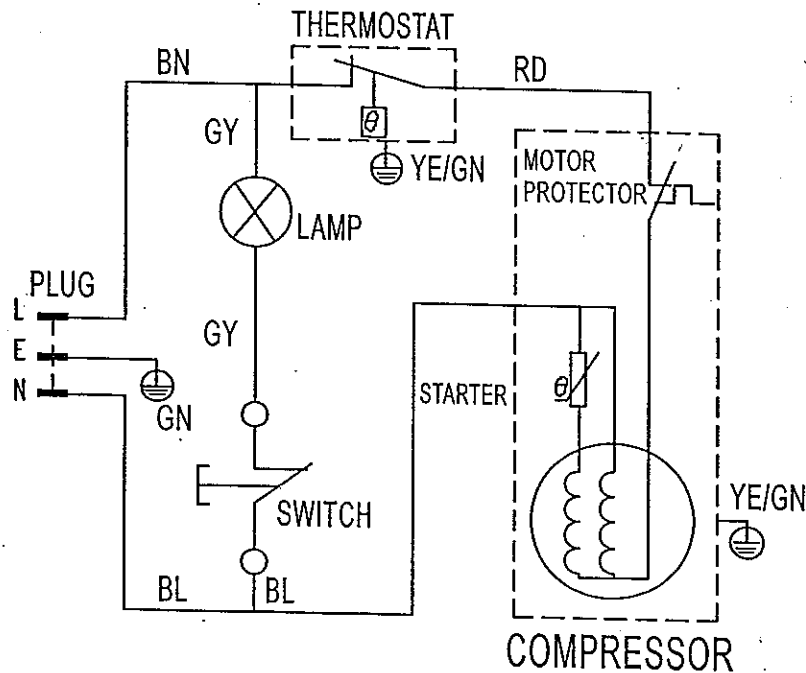 THERMOSTAT
BN
RD
GY
θ
YE/GN
MOTOR
PROTECTOR
LAMP
PLUG
L
E
N
GY
GN
STARTER
θ
SWITCH
YE/GN
BL
BL
COMPRESSOR